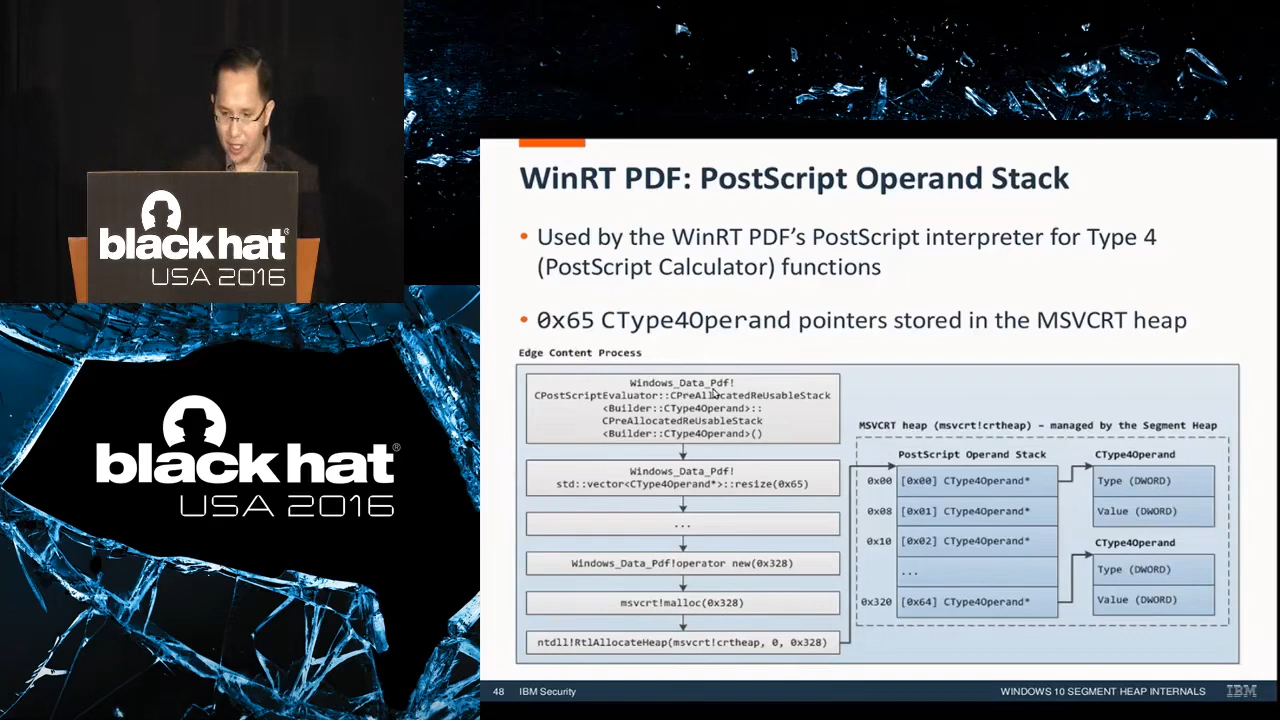 black hat®
USA 2016
black hat®
USA 2016
WinRT PDF: PostScript Operand Stack
• Used by the WinRT PDF's PostScript interpreter for Type 4
(PostScript Calculator) functions
• 0x65 CType4Operand pointers stored in the MSVCRT heap
Edge Content Process
Windows_Data_Pdf!
CPostScriptEvaluator::CPreAllocatedReUsableStack
<Builder::CType4Operand>::
CPreAllocatedReUsableStack
<Builder::CType4Operand>()
Windows_Data_Pdf!
std::vector<CType4Operand*>::resize(0x65)
...
Windows_Data_Pdf!operator new(0x328)
msvcrt!malloc(0x328)
ntdll!RtlAllocateHeap(msvcrt!crtheap, 0, 0x328)
MSVCRT heap (msvcrt!crtheap) – managed by the Segment Heap
PostScript Operand Stack
0x00 [0x00] CType4Operand*
0x08 [0x01] CType4Operand*
0x10 [0x02] CType4Operand*
...
0x320 [0x64] CType4Operand*
CType4Operand
Type (DWORD)
Value (DWORD)
CType4Operand
Type (DWORD)
Value (DWORD)
48 IBM Security
WINDOWS 10 SEGMENT HEAP INTERNALS IBM